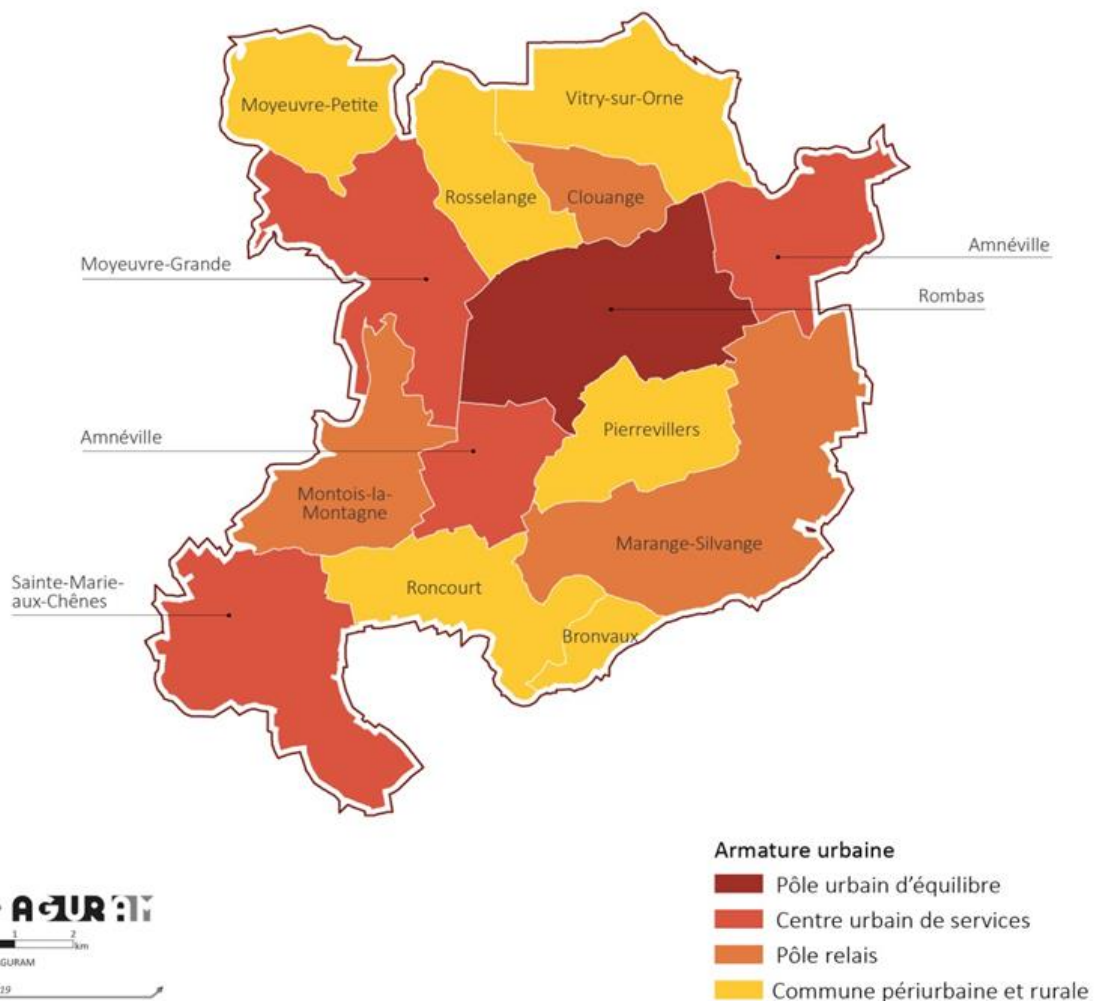 Moyeuvre-Petite
Vitry-sur-Orne
Rosselange
Clouange
Moyeuvre-Grande
Amnéville
Rombas
Amnéville
Pierrevillers
Montois-la-
Montagne
Marange-Silvange
Sainte-Marie-
aux-Chênes
Roncourt
Bronvaux
Armature urbaine
Pôle urbain d'équilibre
Centre urbain de services
Pôle relais
Commune périurbaine et rurale
AGURAM
1 2
km
GURAM
19